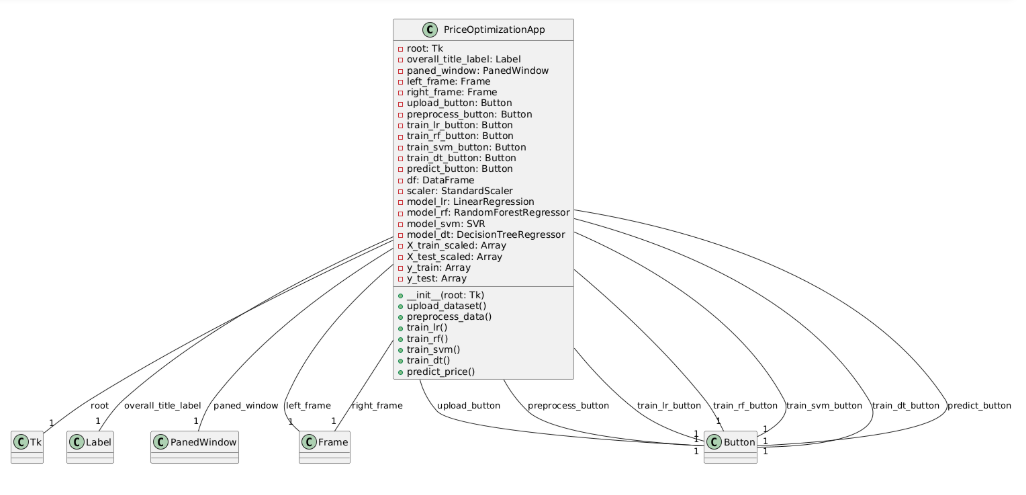 C PriceOptimizationApp
root: Tk
overall_title_label: Label
paned_window: PanedWindow
left_frame: Frame
right_frame: Frame
upload_button: Button
preprocess_button: Button
train_lr_button: Button
train_rf_button: Button
train_svm_button: Button
train_dt_button: Button
predict_button: Button
df: DataFrame
scaler: StandardScaler
model_lr: LinearRegression
model_rf: RandomForestRegressor
model_svm: SVR
model_dt: DecisionTreeRegressor
X_train_scaled: Array
X_test_scaled: Array
y_train: Array
y_test: Array
__init__(root: Tk)
upload_dataset()
preprocess_data()
train_lr()
train_rf()
train_svm()
train_dt()
predict_price()
root overall_title_label paned_window left_frame right_frame upload_button preprocess_button train_lr_button train_rf_button train_svm_button train_dt_button predict_button
1 1 1 1 1 1 1 1 1 1 1 1
C Tk C Label C PanedWindow C Frame C Button